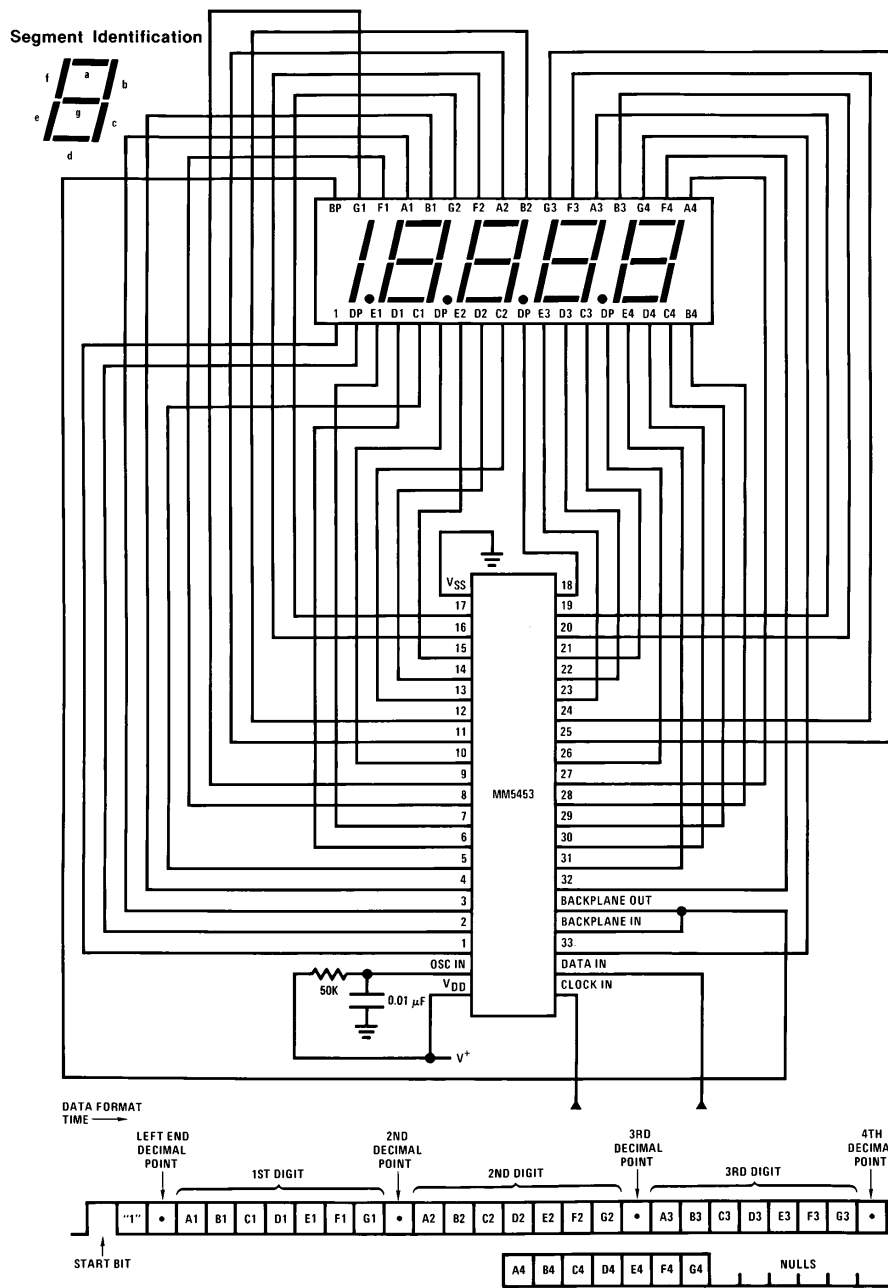 Segment Identification
a
f
b
g
e
c
d
BP G1 F1 A1 B1 G2 F2 A2 B2 G3 F3 A3 B3 G4 F4 A4
1 DP E1 D1 C1 DP E2 D2 C2 DP E3 D3 C3 DP E4 D4 C4 B4
VSS 18
17 19
16 20
15 21
14 22
13 23
12 24
11 25
10 26
9 27
MM5453
8 28
7 29
6 30
5 31
4 32
3 BACKPLANE OUT
2 BACKPLANE IN
1 33
OSC IN DATA IN
50K VDD CLOCK IN
0.01 µF
V+
DATA FORMAT
TIME
LEFT END DECIMAL POINT
2ND DECIMAL POINT
3RD DECIMAL POINT
4TH DECIMAL POINT
1ST DIGIT 2ND DIGIT 3RD DIGIT
"1" • A1 B1 C1 D1 E1 F1 G1 • A2 B2 C2 D2 E2 F2 G2 • A3 B3 C3 D3 E3 F3 G3 •
START BIT
A4 B4 C4 D4 E4 F4 G4 NULLS